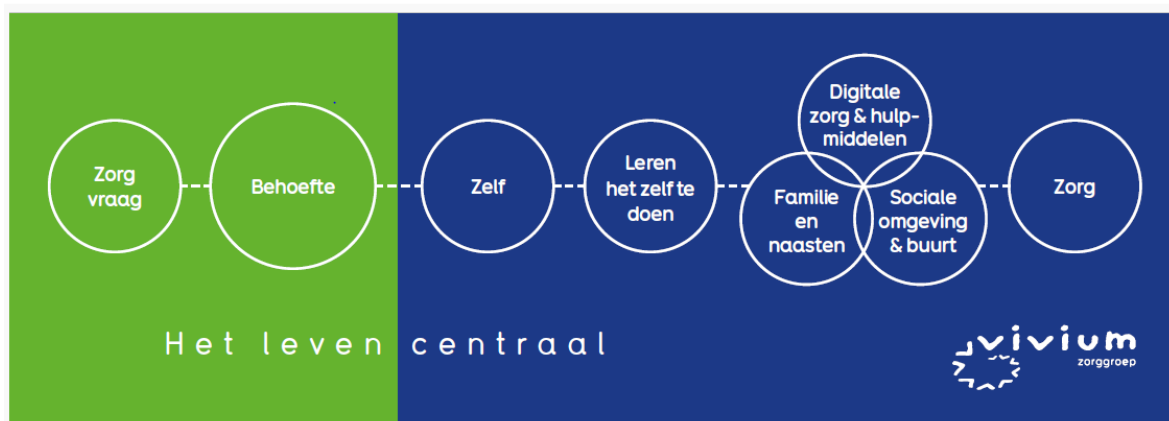 Zorg
vraag
Behoefte
Zelf
Leren
het zelf te
doen
Digitale
zorg & hulp-
middelen
Familie
en
naasten
Sociale
omgeving
& buurt
Zorg
Het leven centraal
vivium
zorggroep